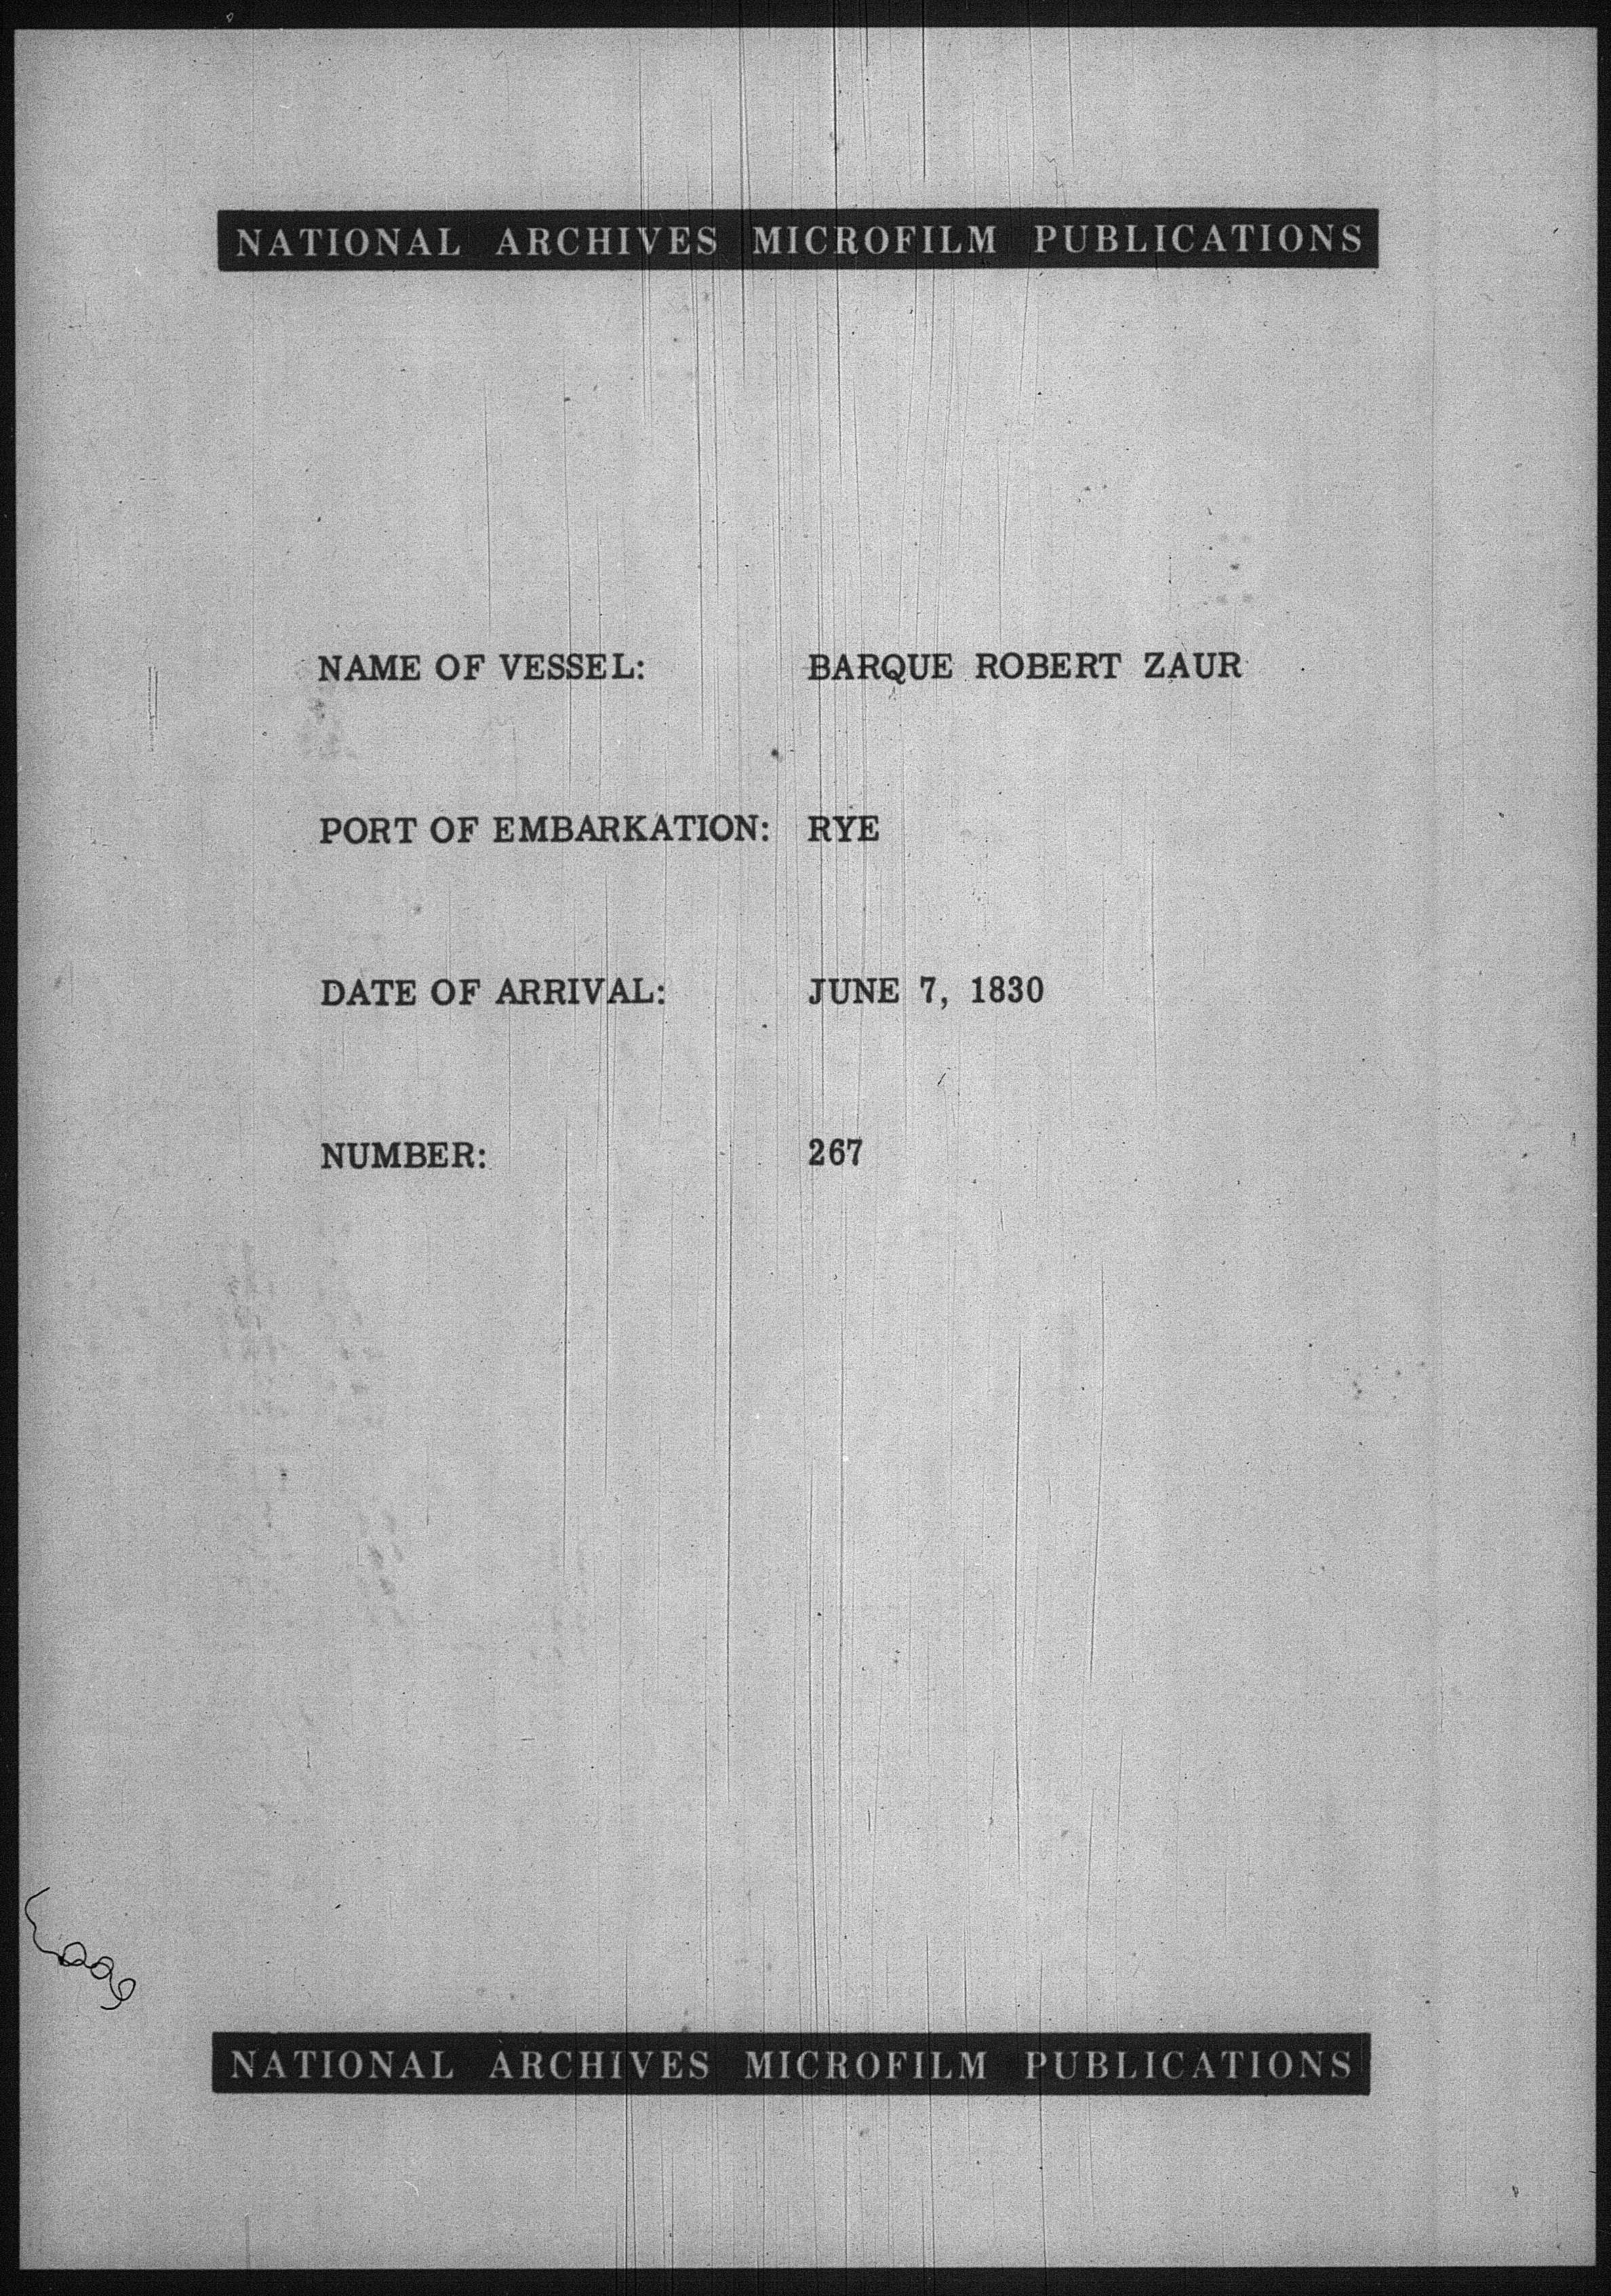 NATIONAL ARCHIVES MICROFILM PUBLICATIONS
NAME OF VESSEL: BARQUE ROBERT ZAUR
PORT OF EMBARKATION: RYE
DATE OF ARRIVAL: JUNE 7, 1830
NUMBER: 267
NATIONAL ARCHIVES MICROFILM PUBLICATIONS